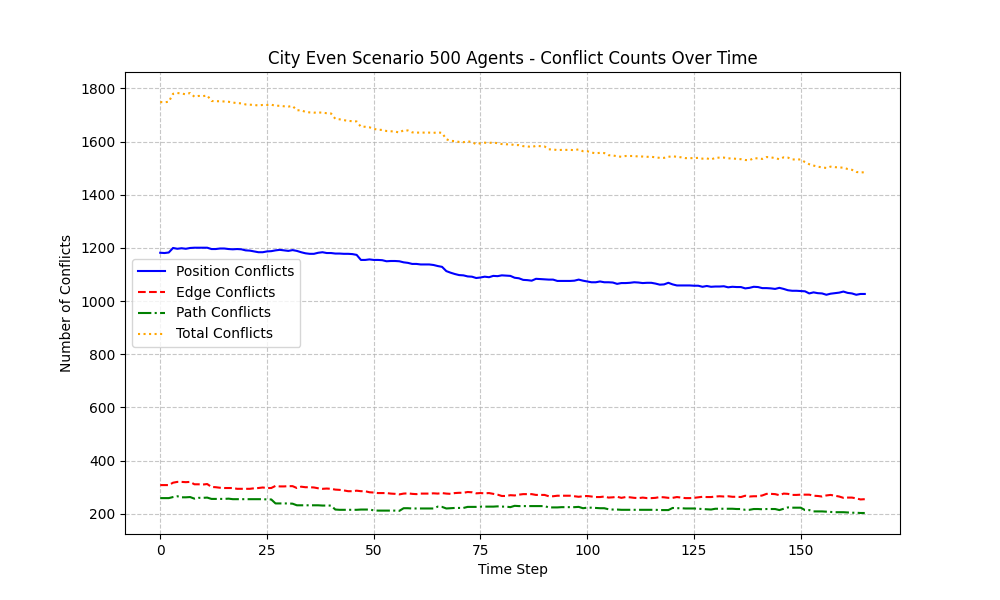 City Even Scenario 500 Agents - Conflict Counts Over Time
Number of Conflicts
1800
1600
1400
1200
1000
800
600
400
200
Position Conflicts
Edge Conflicts
Path Conflicts
Total Conflicts
0 25 50 75 100 125 150
Time Step